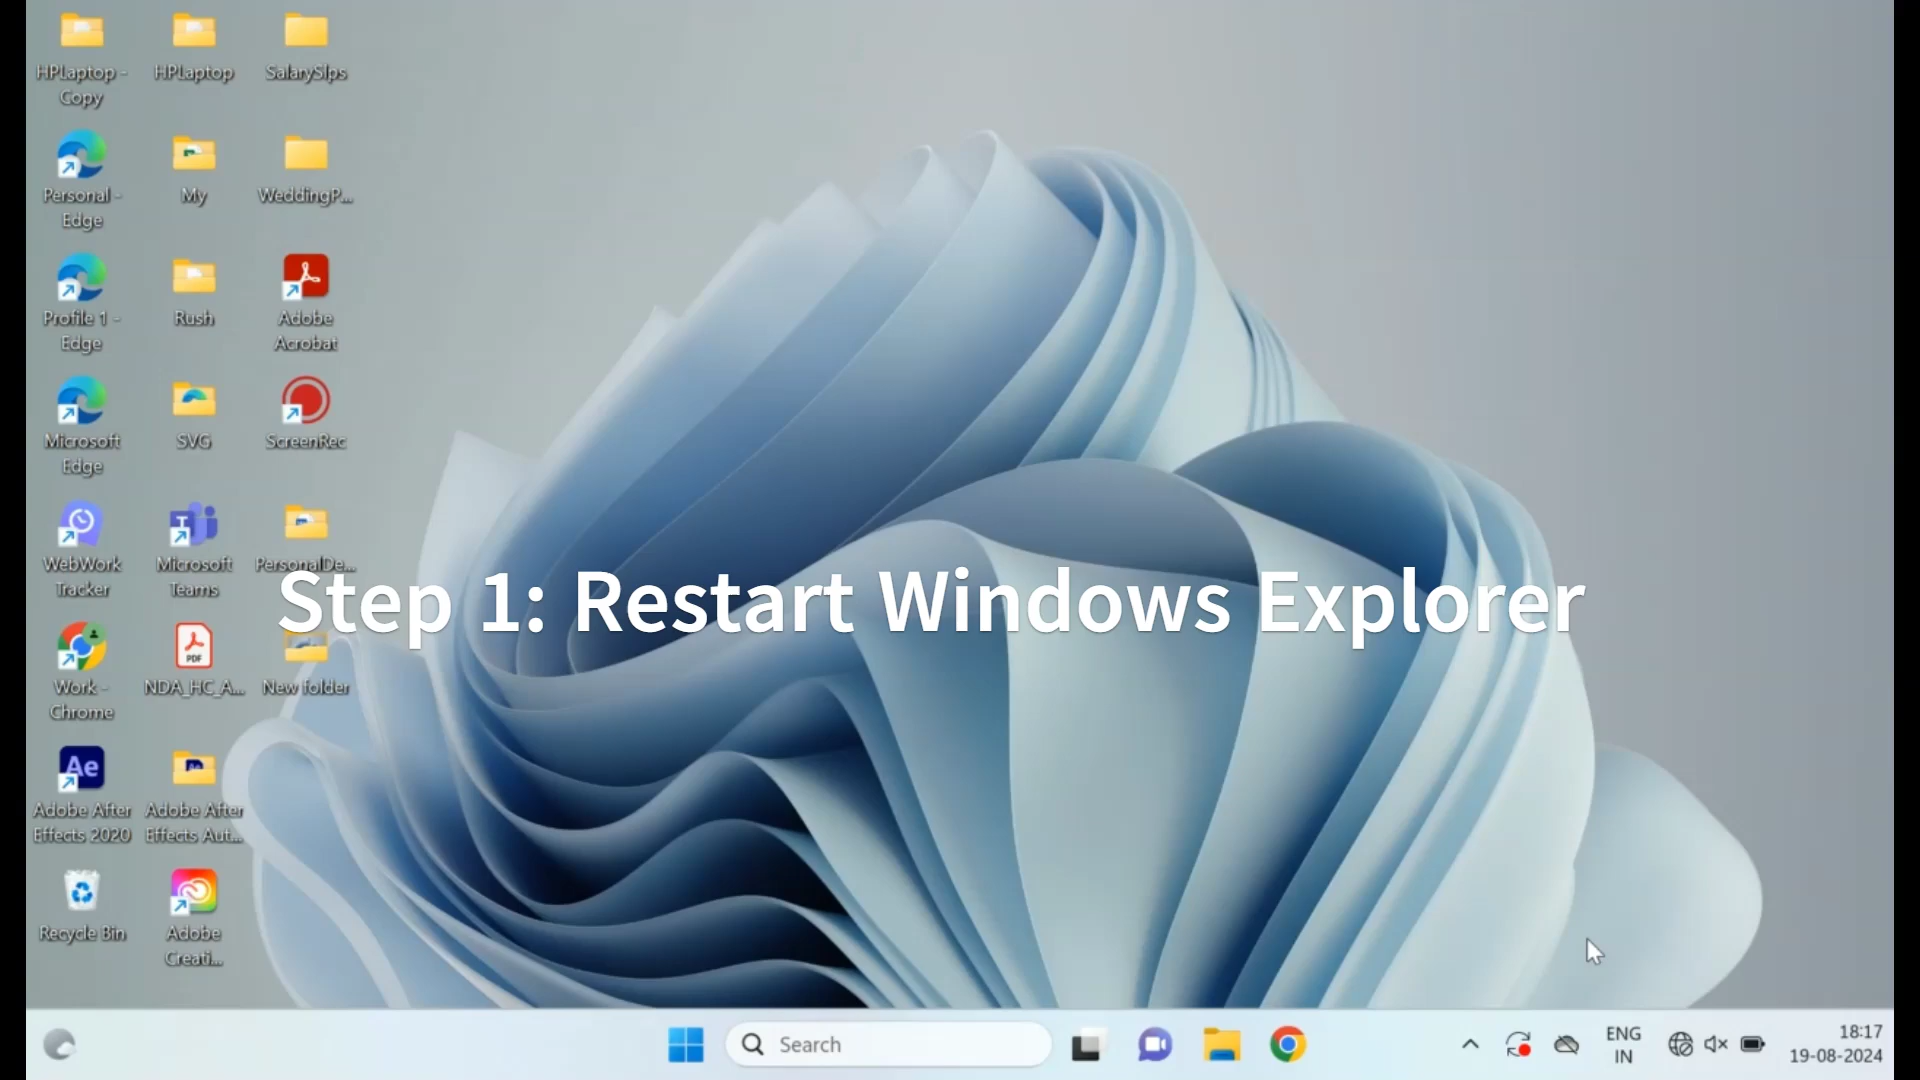 HPLaptop -
Copy
HPLaptop
SalarySlps
Personal -
Edge
My
WeddingP...
Profile 1 -
Edge
Rush
Adobe
Acrobat
Microsoft
Edge
SVG
ScreenRec
WebWork
Tracker
Microsoft
Teams
PersonalDe...
Step 1: Restart Windows Explorer
Work -
Chrome
PDF
NDA_HC_A...
New folder
Ae
Adobe After
Effects 2020
Adobe After
Effects Aut...
Recycle Bin
Adobe
Creati...
Search
ENG
IN
18:17
19-08-2024